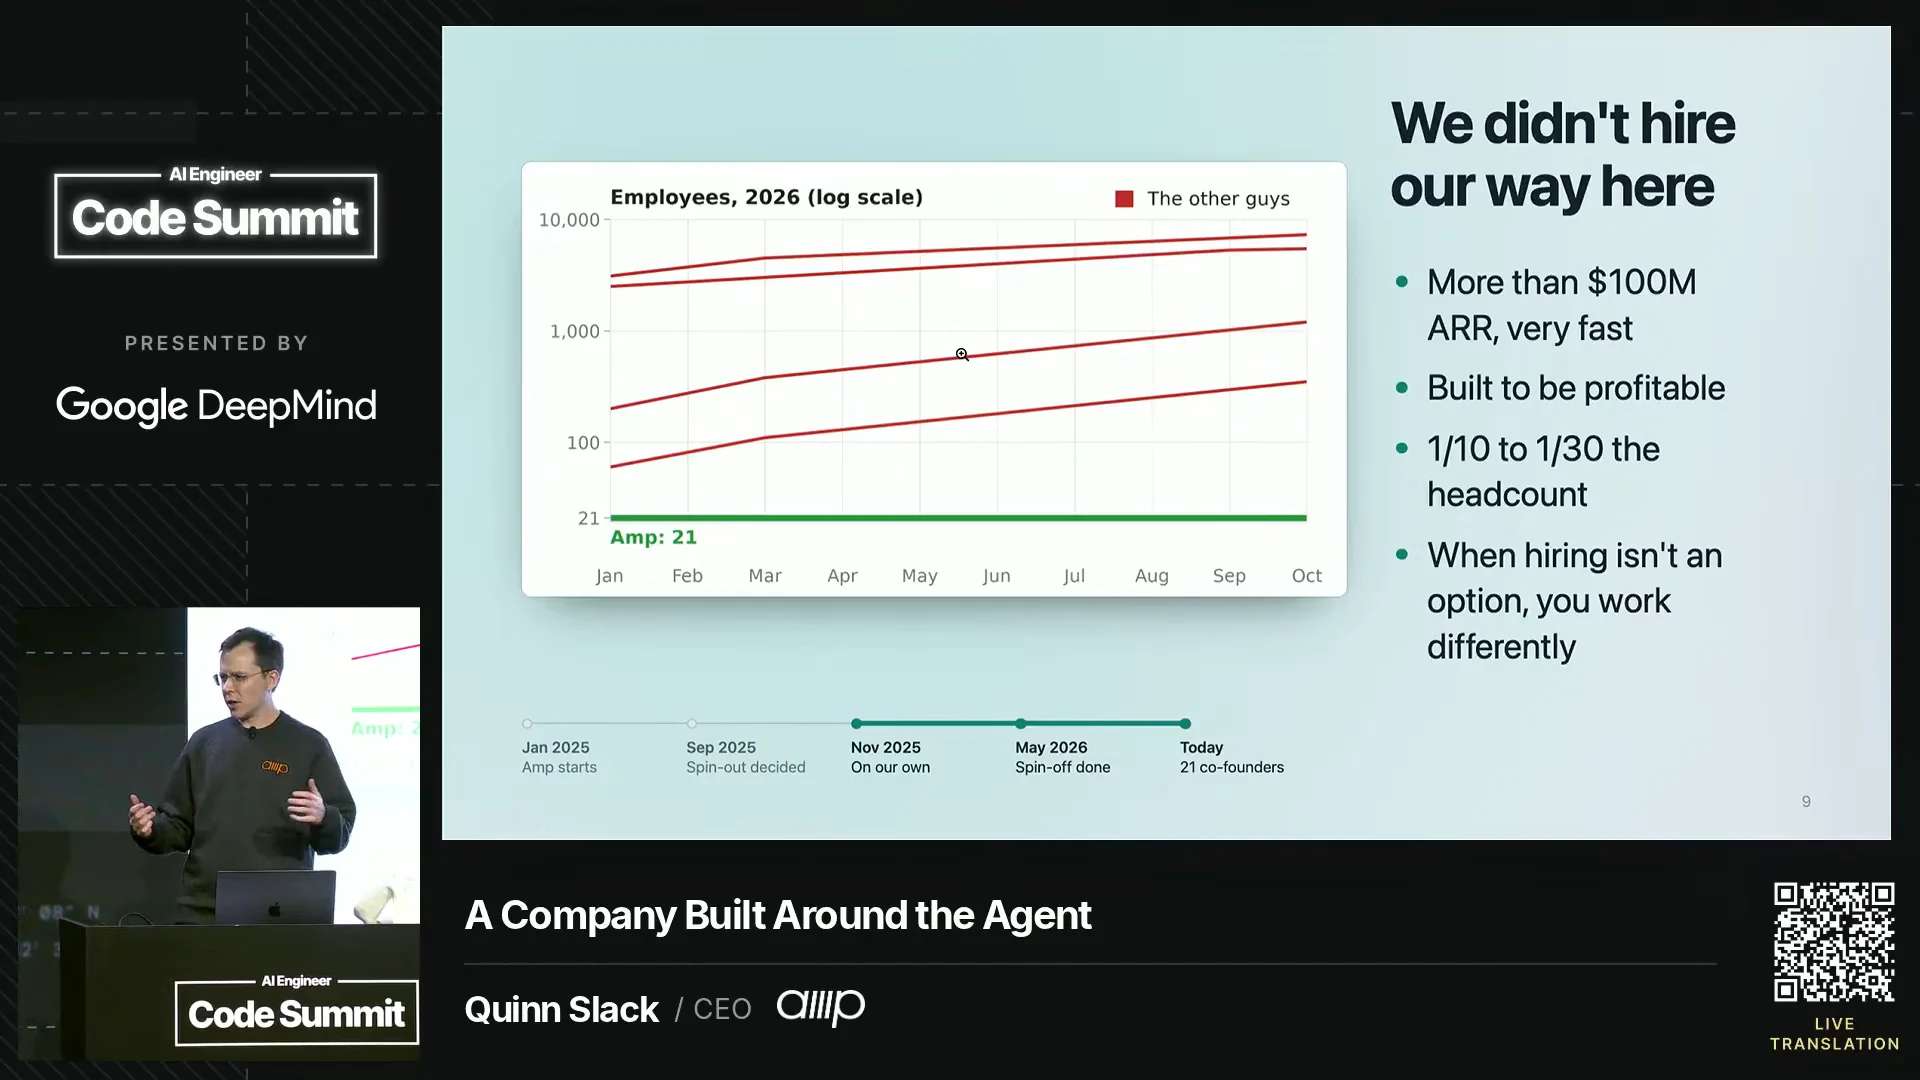 AI Engineer
Code Summit
PRESENTED BY
Google DeepMind
We didn't hire
our way here
Employees, 2026 (log scale)
The other guys
10,000
1,000
100
21
Amp: 21
Jan
Feb
Mar
Apr
May
Jun
Jul
Aug
Sep
Oct
More than $100M
ARR, very fast
Built to be profitable
1/10 to 1/30 the
headcount
When hiring isn't an
option, you work
differently
Jan 2025
Amp starts
Sep 2025
Spin-out decided
Nov 2025
On our own
May 2026
Spin-off done
Today
21 co-founders
9
amp
Amp: 2
AI Engineer
Code Summit
A Company Built Around the Agent
Quinn Slack / CEO amp
LIVE
TRANSLATION